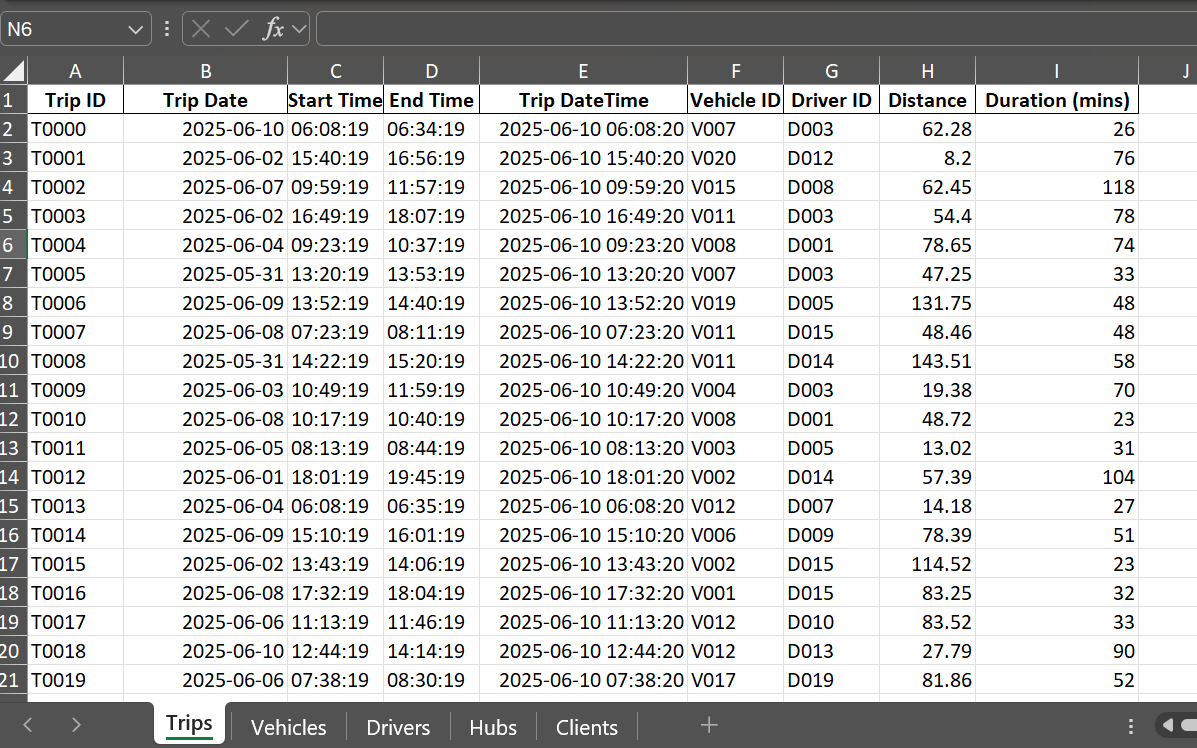 N6 fx
A B C D E F G H I J
1 Trip ID Trip Date Start Time End Time Trip DateTime Vehicle ID Driver ID Distance Duration (mins)
2 T0000 2025-06-10 06:08:19 06:34:19 2025-06-10 06:08:20 V007 D003 62.28 26
3 T0001 2025-06-02 15:40:19 16:56:19 2025-06-10 15:40:20 V020 D012 8.2 76
4 T0002 2025-06-07 09:59:19 11:57:19 2025-06-10 09:59:20 V015 D008 62.45 118
5 T0003 2025-06-02 16:49:19 18:07:19 2025-06-10 16:49:20 V011 D003 54.4 78
6 T0004 2025-06-04 09:23:19 10:37:19 2025-06-10 09:23:20 V008 D001 78.65 74
7 T0005 2025-05-31 13:20:19 13:53:19 2025-06-10 13:20:20 V007 D003 47.25 33
8 T0006 2025-06-09 13:52:19 14:40:19 2025-06-10 13:52:20 V019 D005 131.75 48
9 T0007 2025-06-08 07:23:19 08:11:19 2025-06-10 07:23:20 V011 D015 48.46 48
10 T0008 2025-05-31 14:22:19 15:20:19 2025-06-10 14:22:20 V011 D014 143.51 58
11 T0009 2025-06-03 10:49:19 11:59:19 2025-06-10 10:49:20 V004 D003 19.38 70
12 T0010 2025-06-08 10:17:19 10:40:19 2025-06-10 10:17:20 V008 D001 48.72 23
13 T0011 2025-06-05 08:13:19 08:44:19 2025-06-10 08:13:20 V003 D005 13.02 31
14 T0012 2025-06-01 18:01:19 19:45:19 2025-06-10 18:01:20 V002 D014 57.39 104
15 T0013 2025-06-04 06:08:19 06:35:19 2025-06-10 06:08:20 V012 D007 14.18 27
16 T0014 2025-06-09 15:10:19 16:01:19 2025-06-10 15:10:20 V006 D009 78.39 51
17 T0015 2025-06-02 13:43:19 14:06:19 2025-06-10 13:43:20 V002 D015 114.52 23
18 T0016 2025-06-08 17:32:19 18:04:19 2025-06-10 17:32:20 V001 D015 83.25 32
19 T0017 2025-06-06 11:13:19 11:46:19 2025-06-10 11:13:20 V012 D010 83.52 33
20 T0018 2025-06-10 12:44:19 14:14:19 2025-06-10 12:44:20 V012 D013 27.79 90
21 T0019 2025-06-06 07:38:19 08:30:19 2025-06-10 07:38:20 V017 D019 81.86 52
Trips Vehicles Drivers Hubs Clients